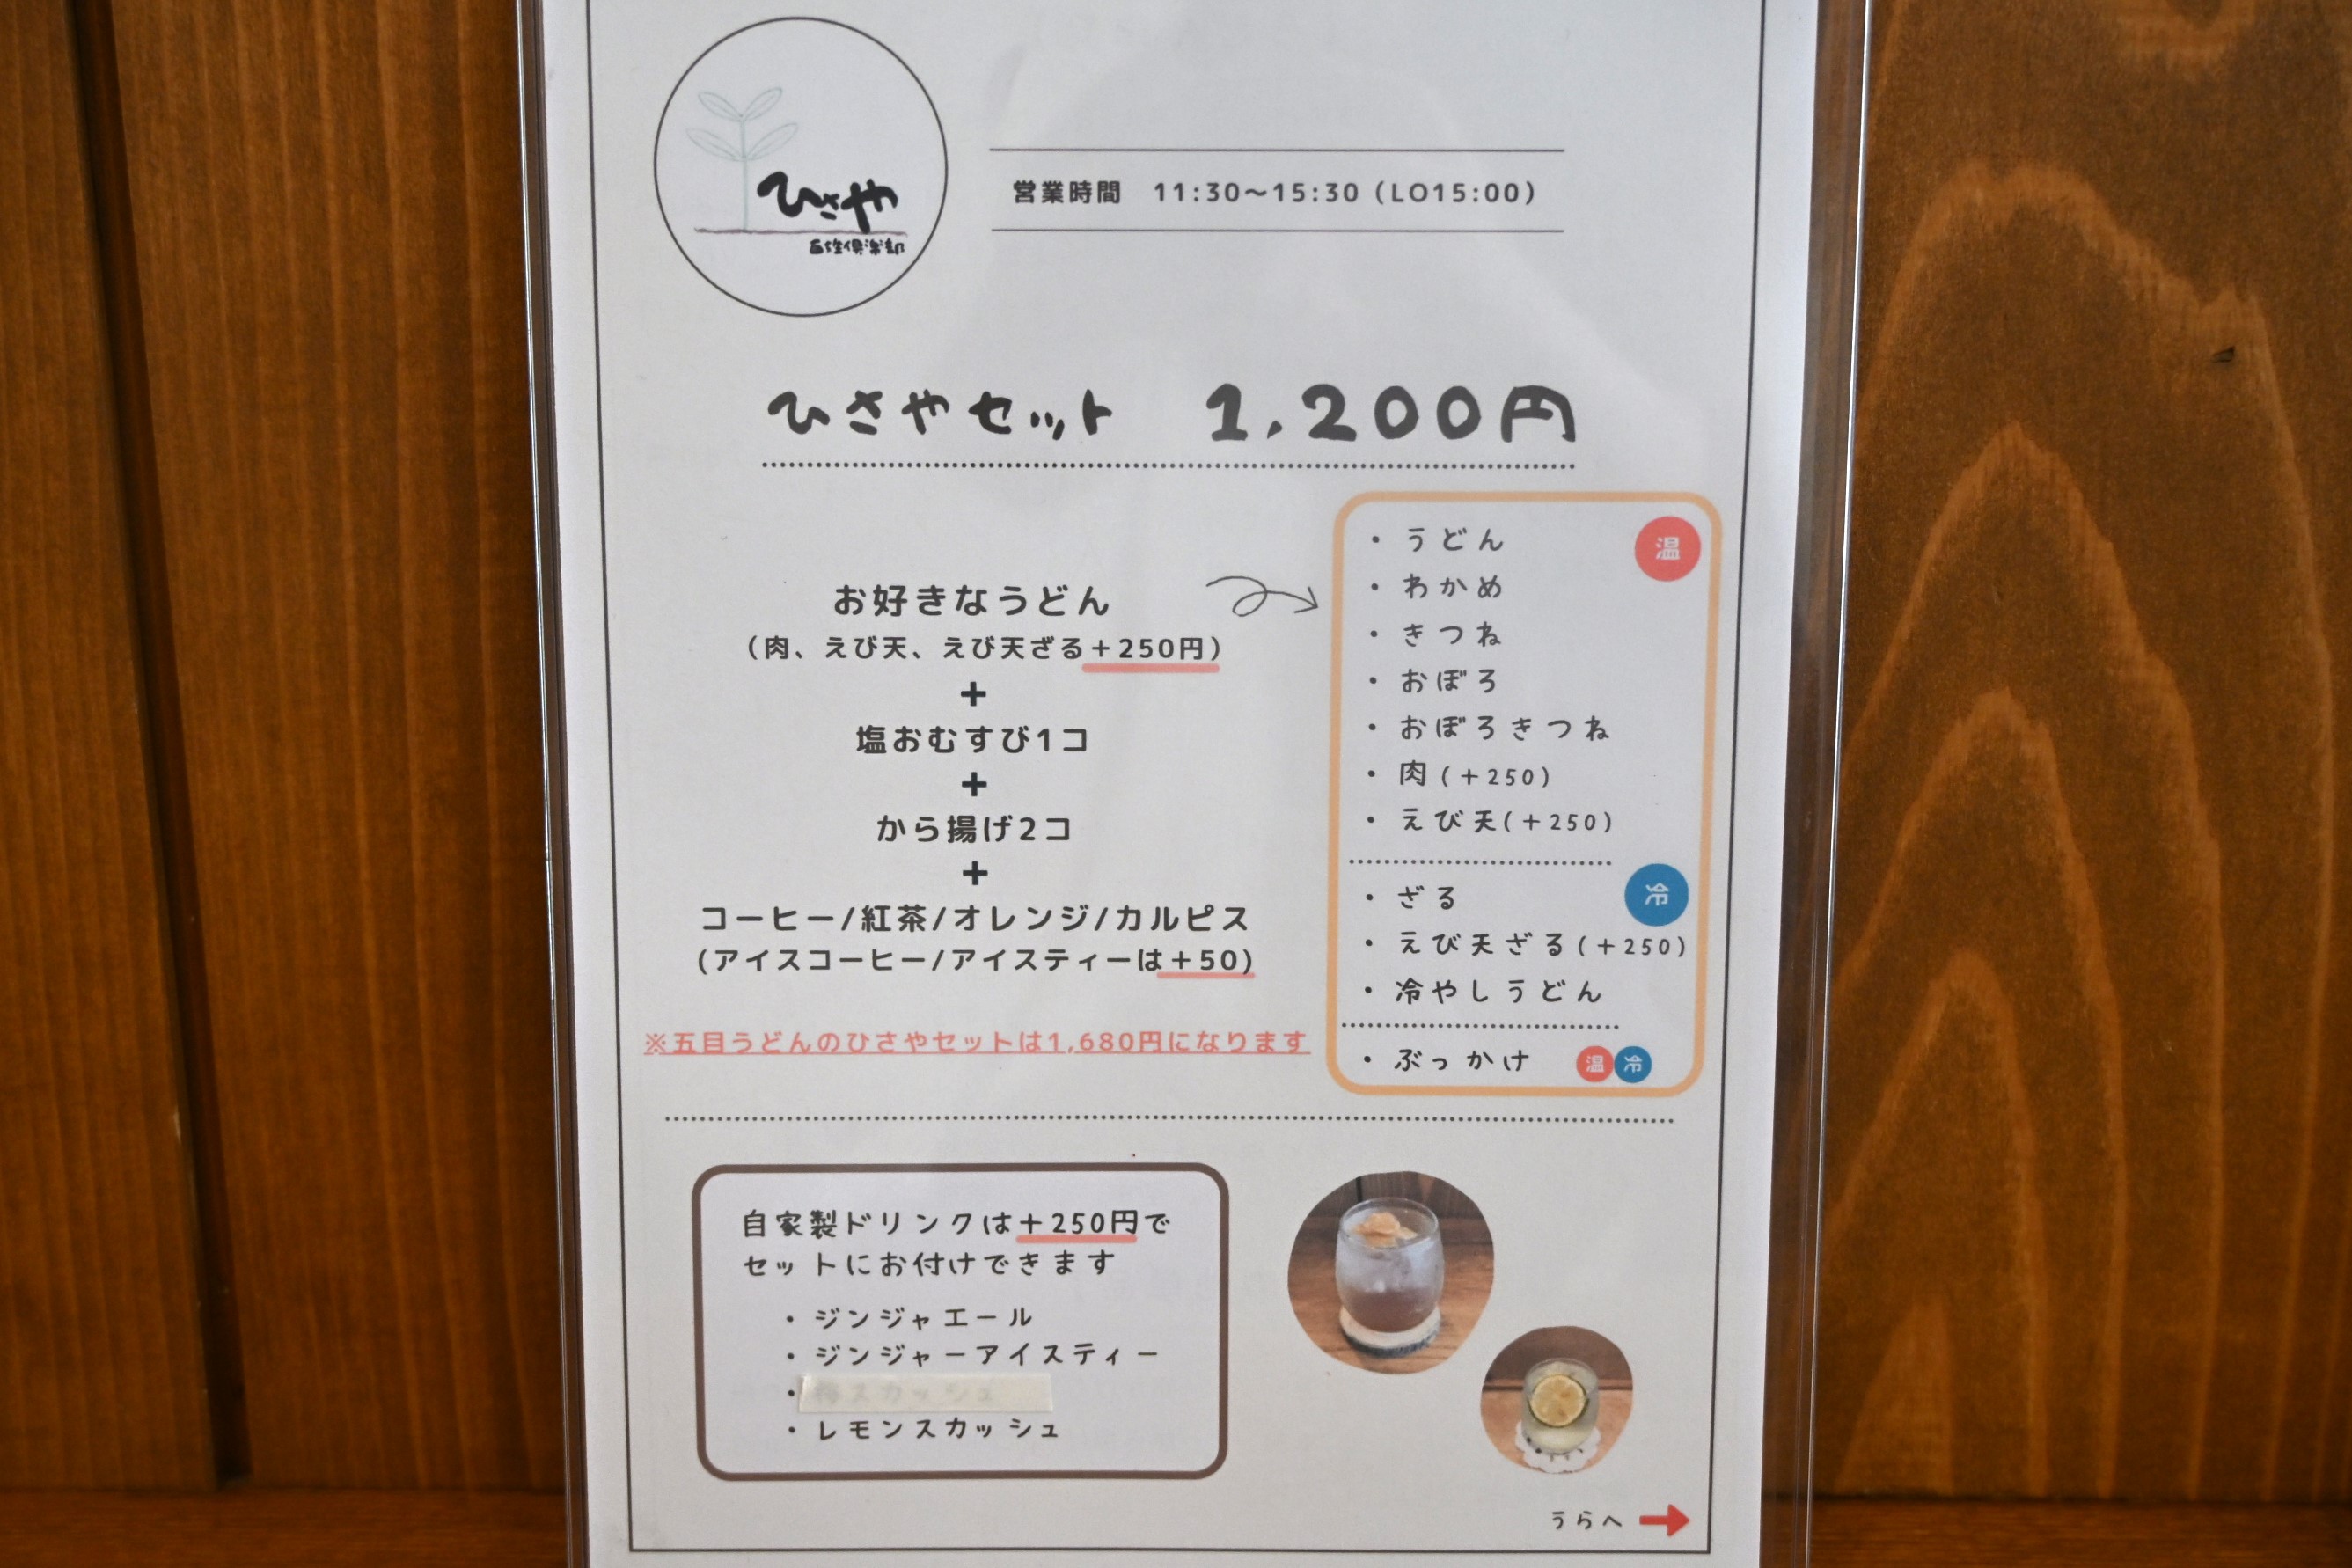 ひさや
百姓倶楽部
営業時間 11:30～15:30（LO15:00）
ひさやセット 1,200円
お好きなうどん
（肉、えび天、えび天ざる＋250円）
＋
塩おむすび1コ
＋
から揚げ2コ
＋
コーヒー/紅茶/オレンジ/カルピス
(アイスコーヒー/アイスティーは＋50)
※五目うどんのひさやセットは1,680円になります
・うどん 温
・わかめ
・きつね
・おぼろ
・おぼろきつね
・肉(＋250)
・えび天(＋250)
・ざる 冷
・えび天ざる(＋250)
・冷やしうどん
・ぶっかけ 温 冷
自家製ドリンクは＋250円で
セットにお付けできます
・ジンジャエール
・ジンジャーアイスティー
・スカッシュ
・レモンスカッシュ
うらへ